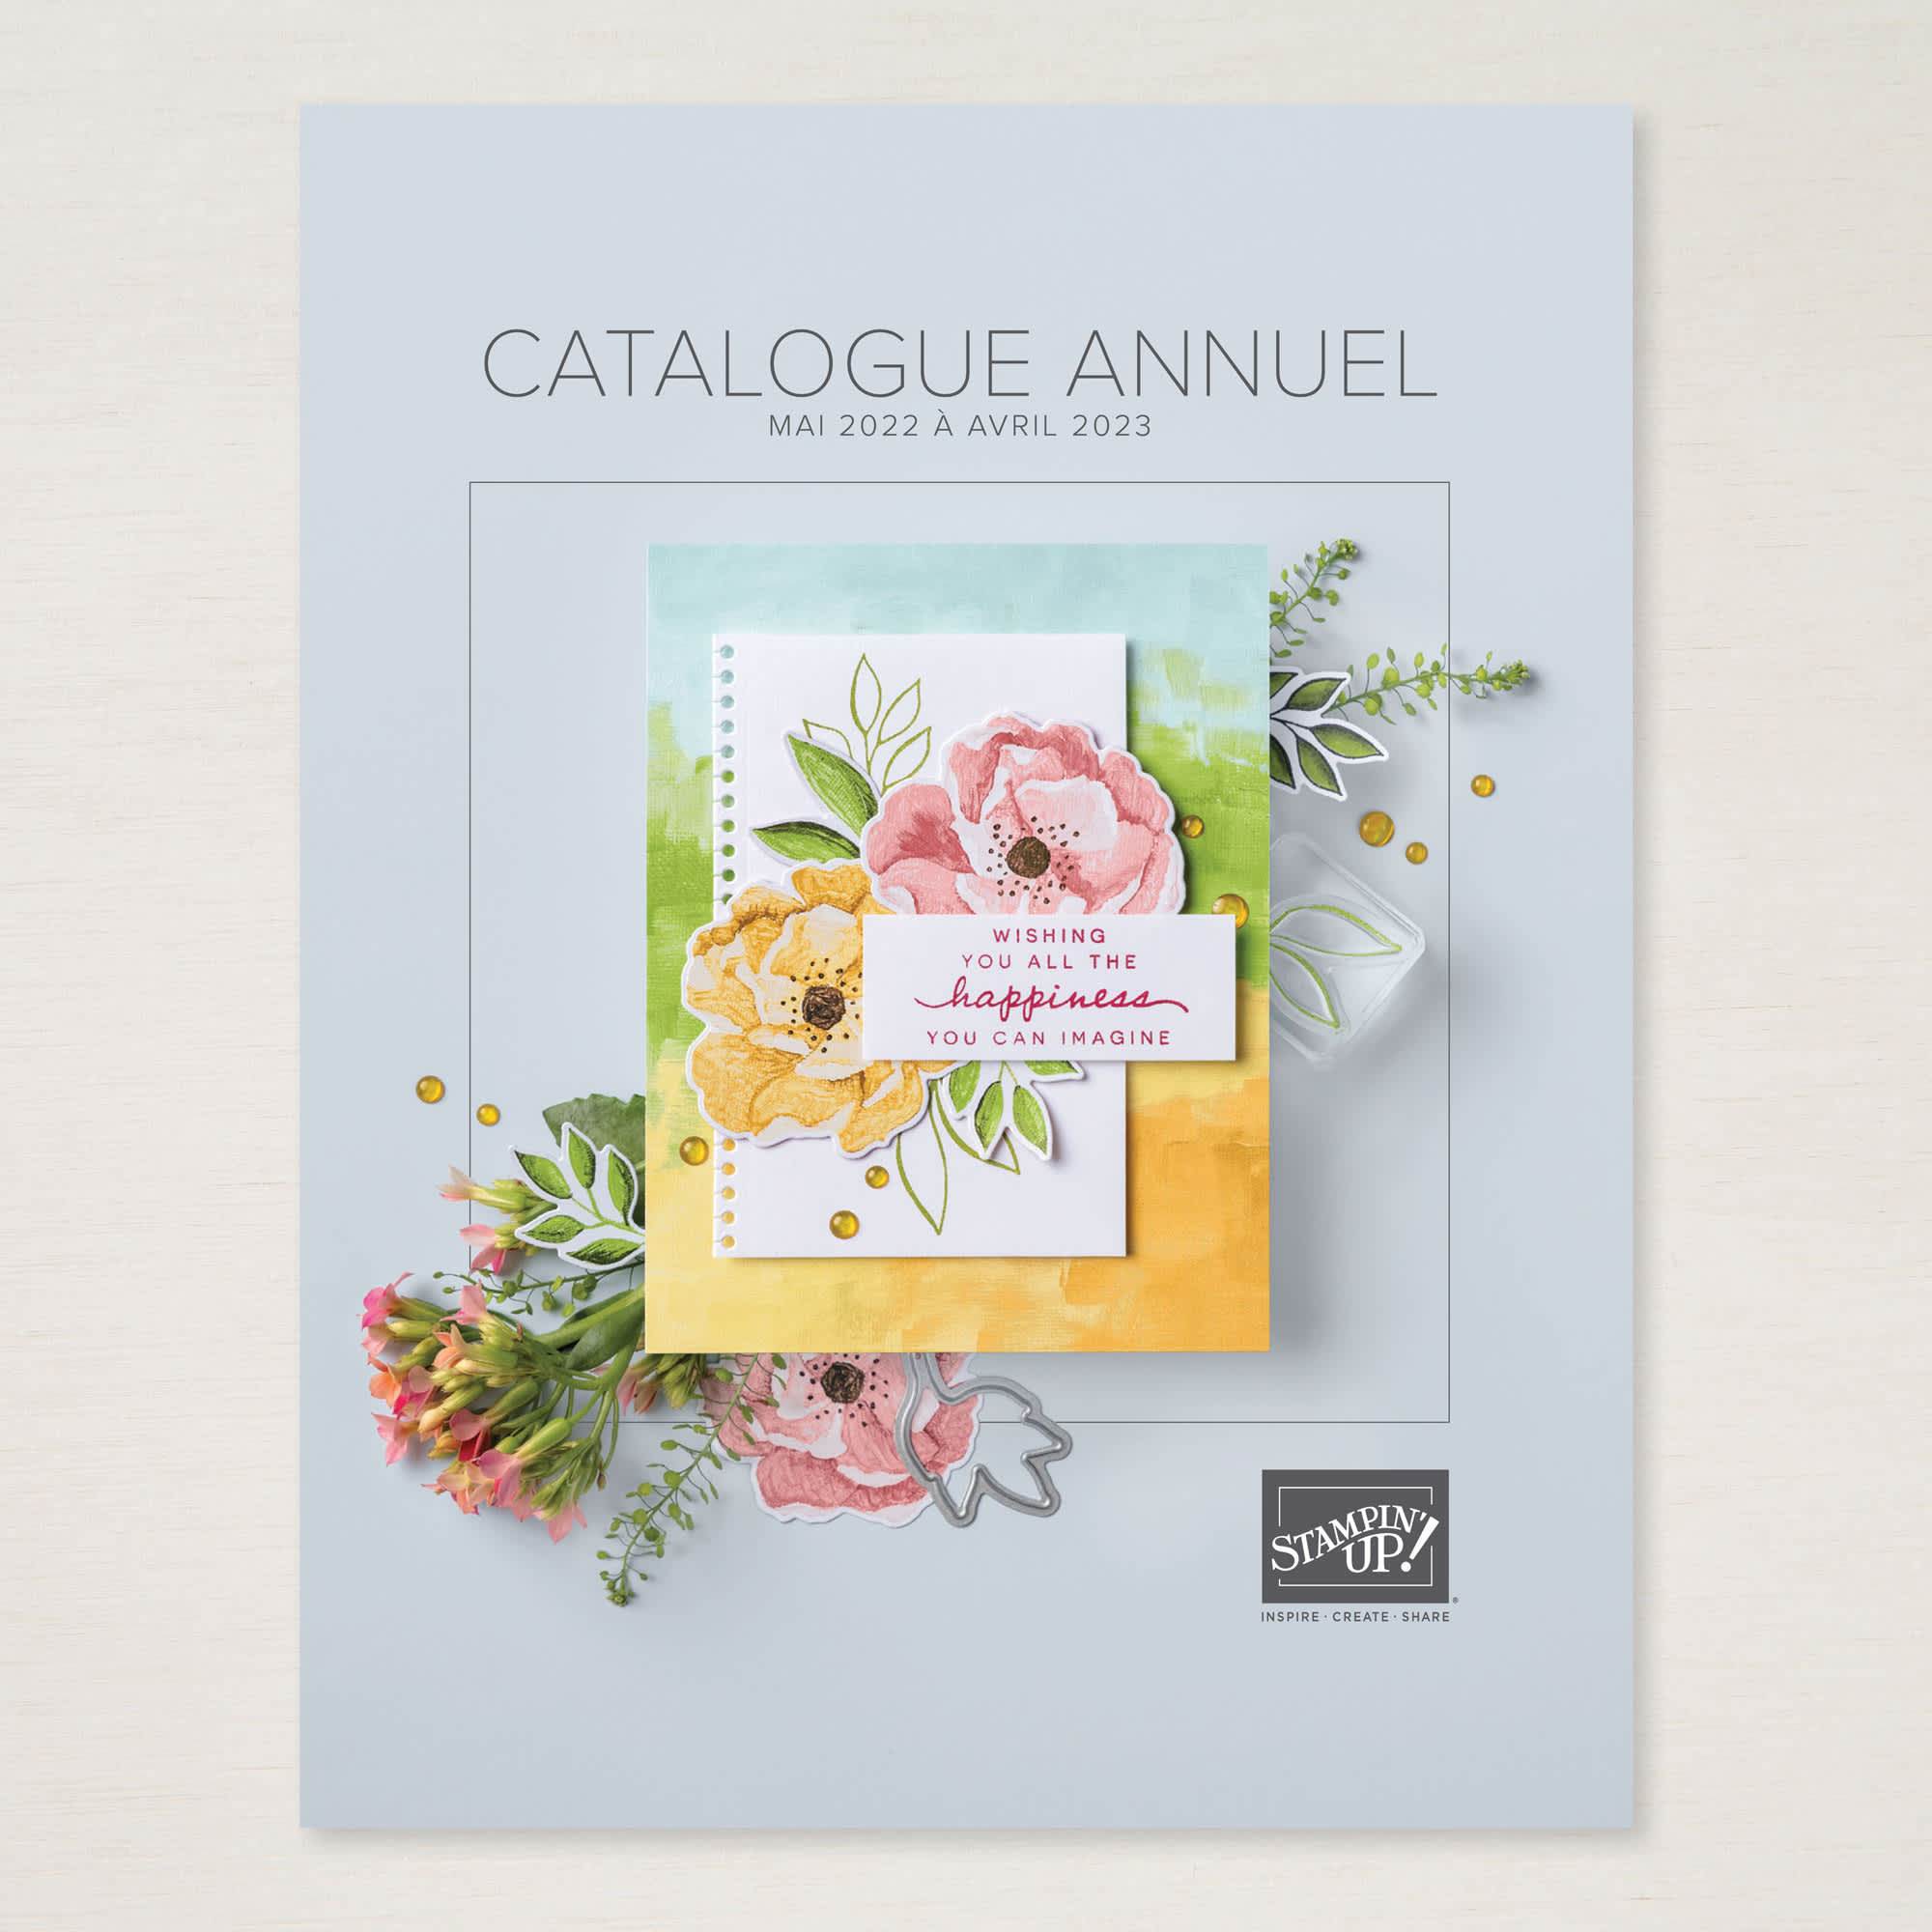 CATALOGUE ANNUEL
MAI 2022 À AVRIL 2023
WISHING
YOU ALL THE
happiness
YOU CAN IMAGINE
STAMPIN'
UP!®
INSPIRE · CREATE · SHARE